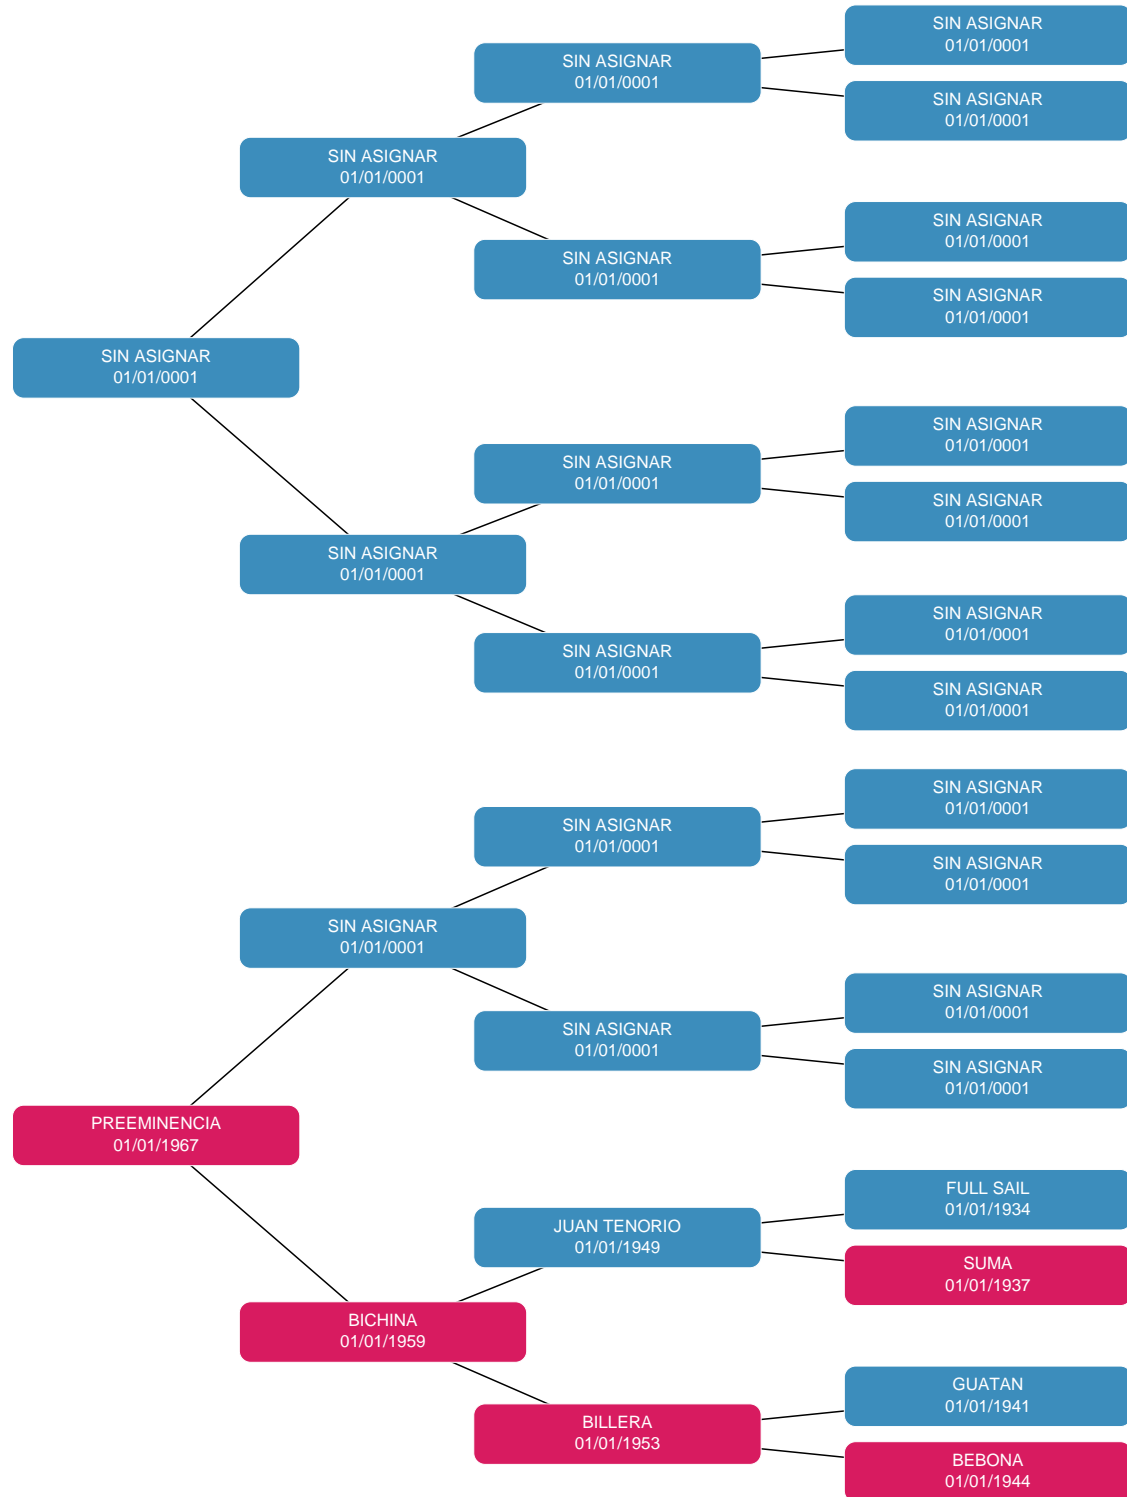 SIN ASIGNAR
01/01/0001
SIN ASIGNAR
01/01/0001
SIN ASIGNAR
01/01/0001
SIN ASIGNAR
01/01/0001
SIN ASIGNAR
01/01/0001
SIN ASIGNAR
01/01/0001
SIN ASIGNAR
01/01/0001
SIN ASIGNAR
01/01/0001
SIN ASIGNAR
01/01/0001
SIN ASIGNAR
01/01/0001
SIN ASIGNAR
01/01/0001
SIN ASIGNAR
01/01/0001
SIN ASIGNAR
01/01/0001
SIN ASIGNAR
01/01/0001
SIN ASIGNAR
01/01/0001
SIN ASIGNAR
01/01/0001
SIN ASIGNAR
01/01/0001
SIN ASIGNAR
01/01/0001
SIN ASIGNAR
01/01/0001
SIN ASIGNAR
01/01/0001
SIN ASIGNAR
01/01/0001
SIN ASIGNAR
01/01/0001
PREEMINENCIA
01/01/1967
FULL SAIL
01/01/1934
JUAN TENORIO
01/01/1949
SUMA
01/01/1937
BICHINA
01/01/1959
GUATAN
01/01/1941
BILLERA
01/01/1953
BEBONA
01/01/1944